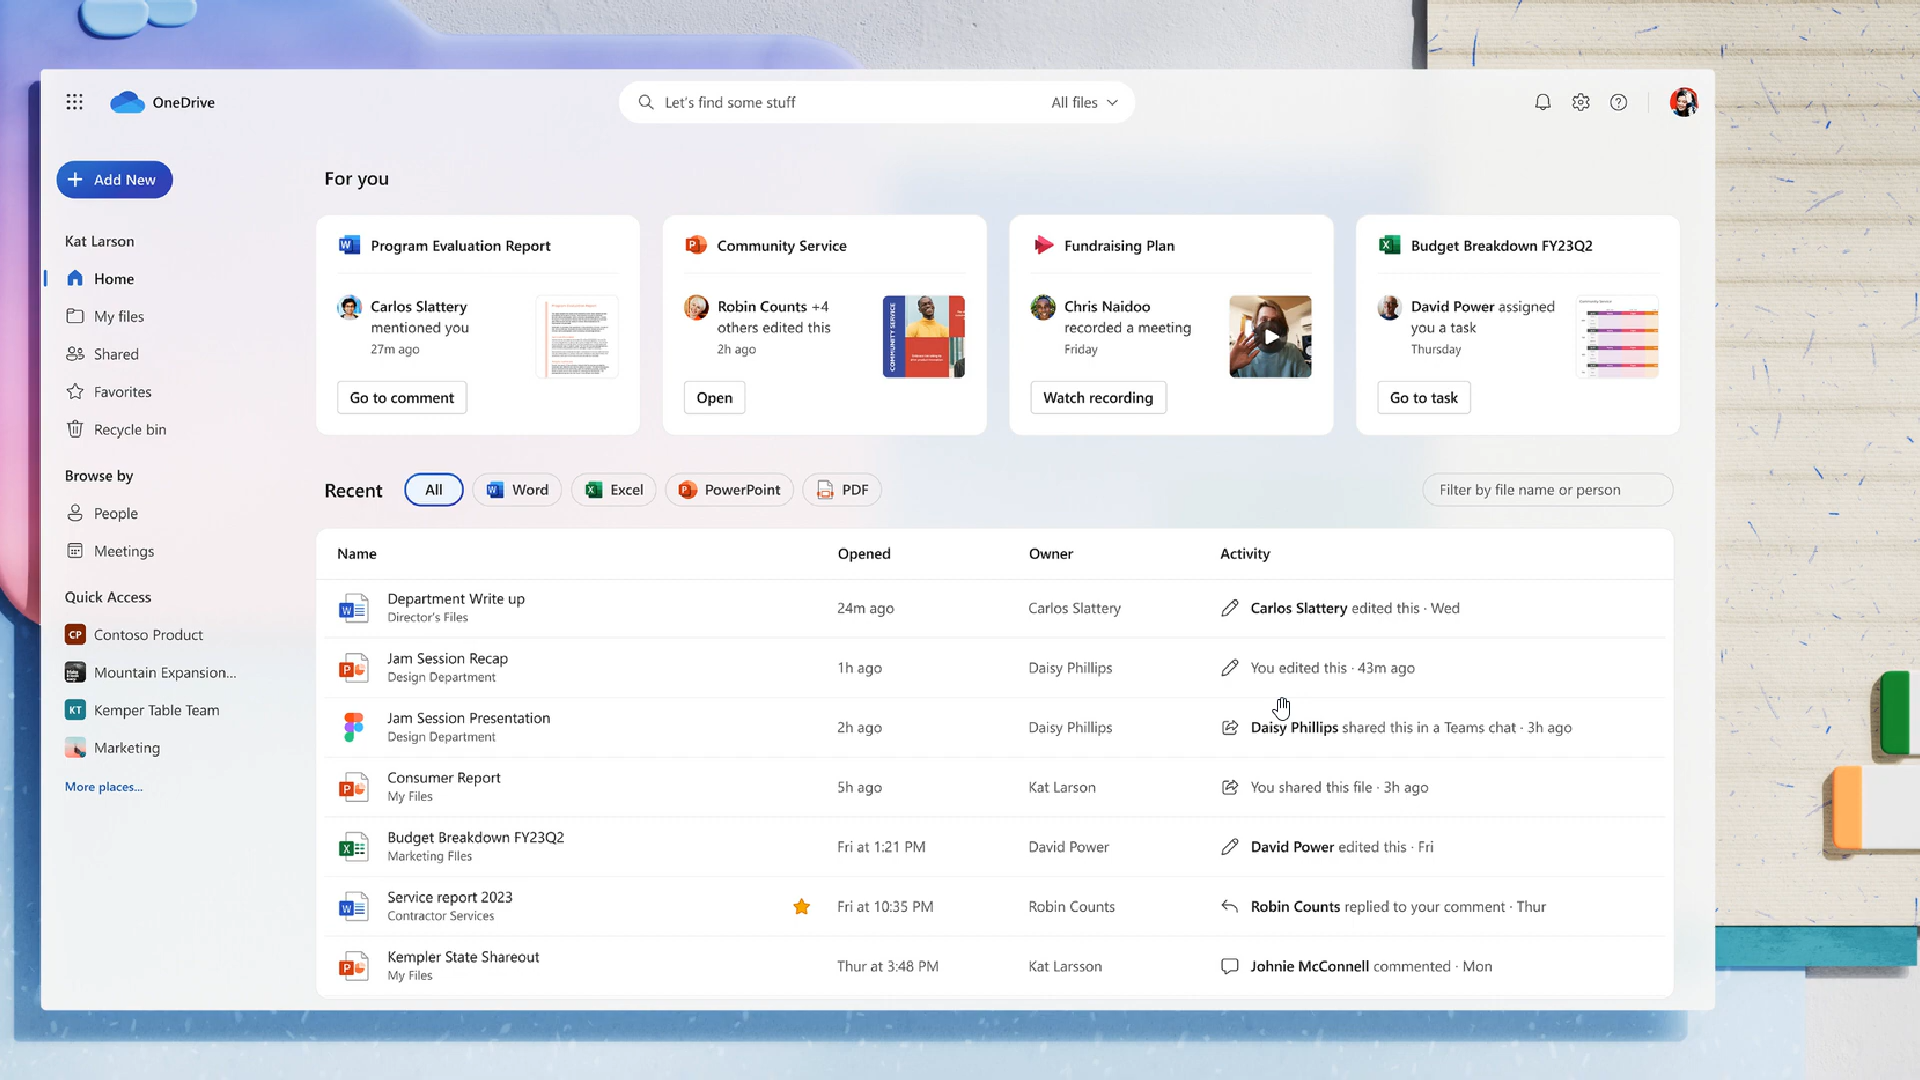 OneDrive
Let's find some stuff
All files
Add New
Kat Larson
Home
My files
Shared
Favorites
Recycle bin
Browse by
People
Meetings
Quick Access
CP Contoso Product
Mountain Expansion...
KT Kemper Table Team
Marketing
More places...
For you
Program Evaluation Report
Carlos Slattery
mentioned you
27m ago
Go to comment
Community Service
Robin Counts +4
others edited this
2h ago
COMMUNITY SERVICE
Open
Fundraising Plan
Chris Naidoo
recorded a meeting
Friday
Watch recording
Budget Breakdown FY23Q2
David Power assigned
you a task
Thursday
Go to task
Recent
All
Word
Excel
PowerPoint
PDF
Filter by file name or person
Name Opened Owner Activity
Department Write up
Director's Files
24m ago
Carlos Slattery
Carlos Slattery edited this · Wed
Jam Session Recap
Design Department
1h ago
Daisy Phillips
You edited this · 43m ago
Jam Session Presentation
Design Department
2h ago
Daisy Phillips
Daisy Phillips shared this in a Teams chat · 3h ago
Consumer Report
My Files
5h ago
Kat Larson
You shared this file · 3h ago
Budget Breakdown FY23Q2
Marketing Files
Fri at 1:21 PM
David Power
David Power edited this · Fri
Service report 2023
Contractor Services
Fri at 10:35 PM
Robin Counts
Robin Counts replied to your comment · Thur
Kempler State Shareout
My Files
Thur at 3:48 PM
Kat Larsson
Johnie McConnell commented · Mon